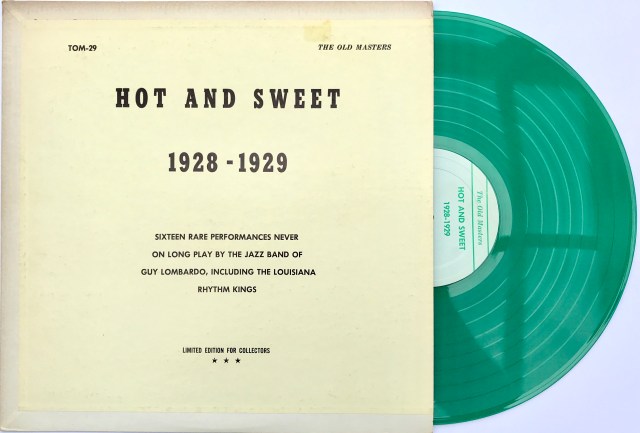 TOM-29
THE OLD MASTERS
HOT AND SWEET
1928 - 1929
SIXTEEN RARE PERFORMANCES NEVER
ON LONG PLAY BY THE JAZZ BAND OF
GUY LOMBARDO, INCLUDING THE LOUISIANA
RHYTHM KINGS
LIMITED EDITION FOR COLLECTORS
★ ★ ★
The Old Masters
HOT AND SWEET
1928-1929